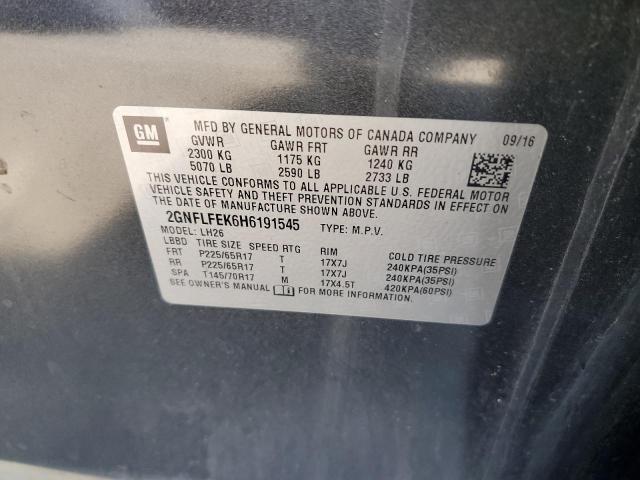 GM
MFD BY GENERAL MOTORS OF CANADA COMPANY 09/16
GVWR GAWR FRT GAWR RR
2300 KG 1175 KG 1240 KG
5070 LB 2590 LB 2733 LB
THIS VEHICLE CONFORMS TO ALL APPLICABLE U.S. FEDERAL MOTOR
VEHICLE SAFETY AND THEFT PREVENTION STANDARDS IN EFFECT ON
THE DATE OF MANUFACTURE SHOWN ABOVE.
2GNFLFEK6H6191545 TYPE: M.P.V.
MODEL: LH26
LBBD TIRE SIZE SPEED RTG RIM COLD TIRE PRESSURE
FRT P225/65R17 T 17X7J 240KPA(35PSI)
RR P225/65R17 T 17X7J 240KPA(35PSI)
SPA T145/70R17 M 17X4.5T 420KPA(60PSI)
SEE OWNER'S MANUAL FOR MORE INFORMATION.